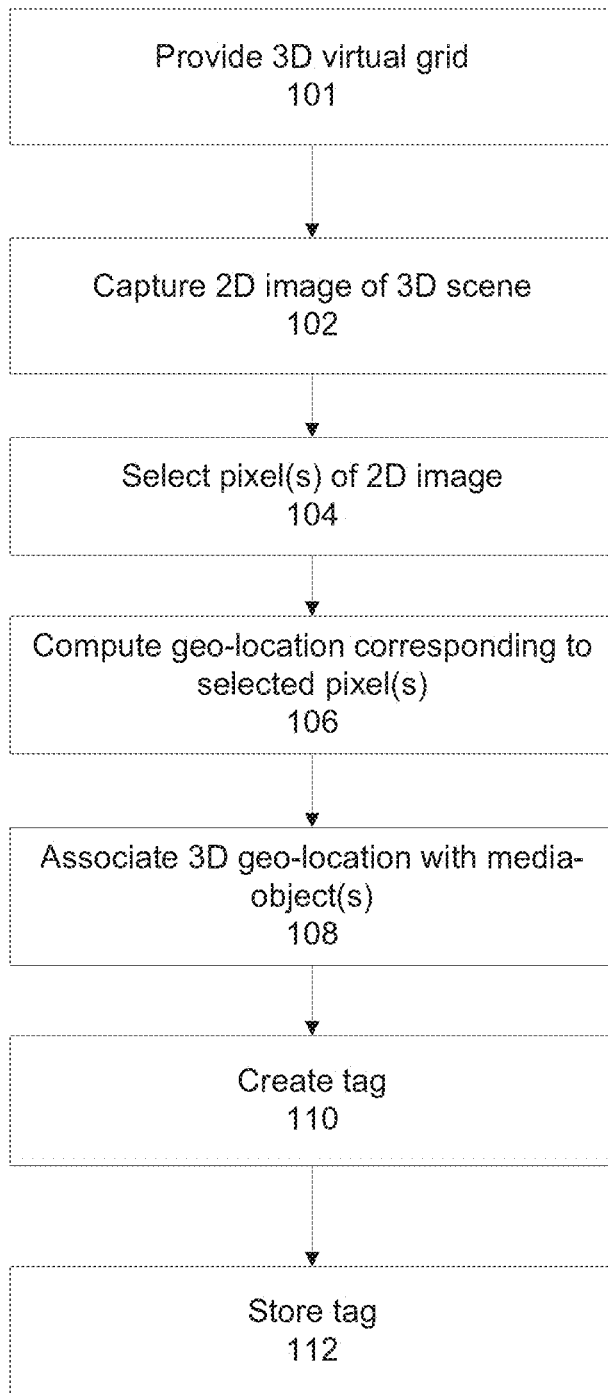 Provide 3D virtual grid
101
Capture 2D image of 3D scene
102
Select pixel(s) of 2D image
104
Compute geo-location corresponding to
selected pixel(s)
106
Associate 3D geo-location with media-
object(s)
108
Create tag
110
Store tag
112